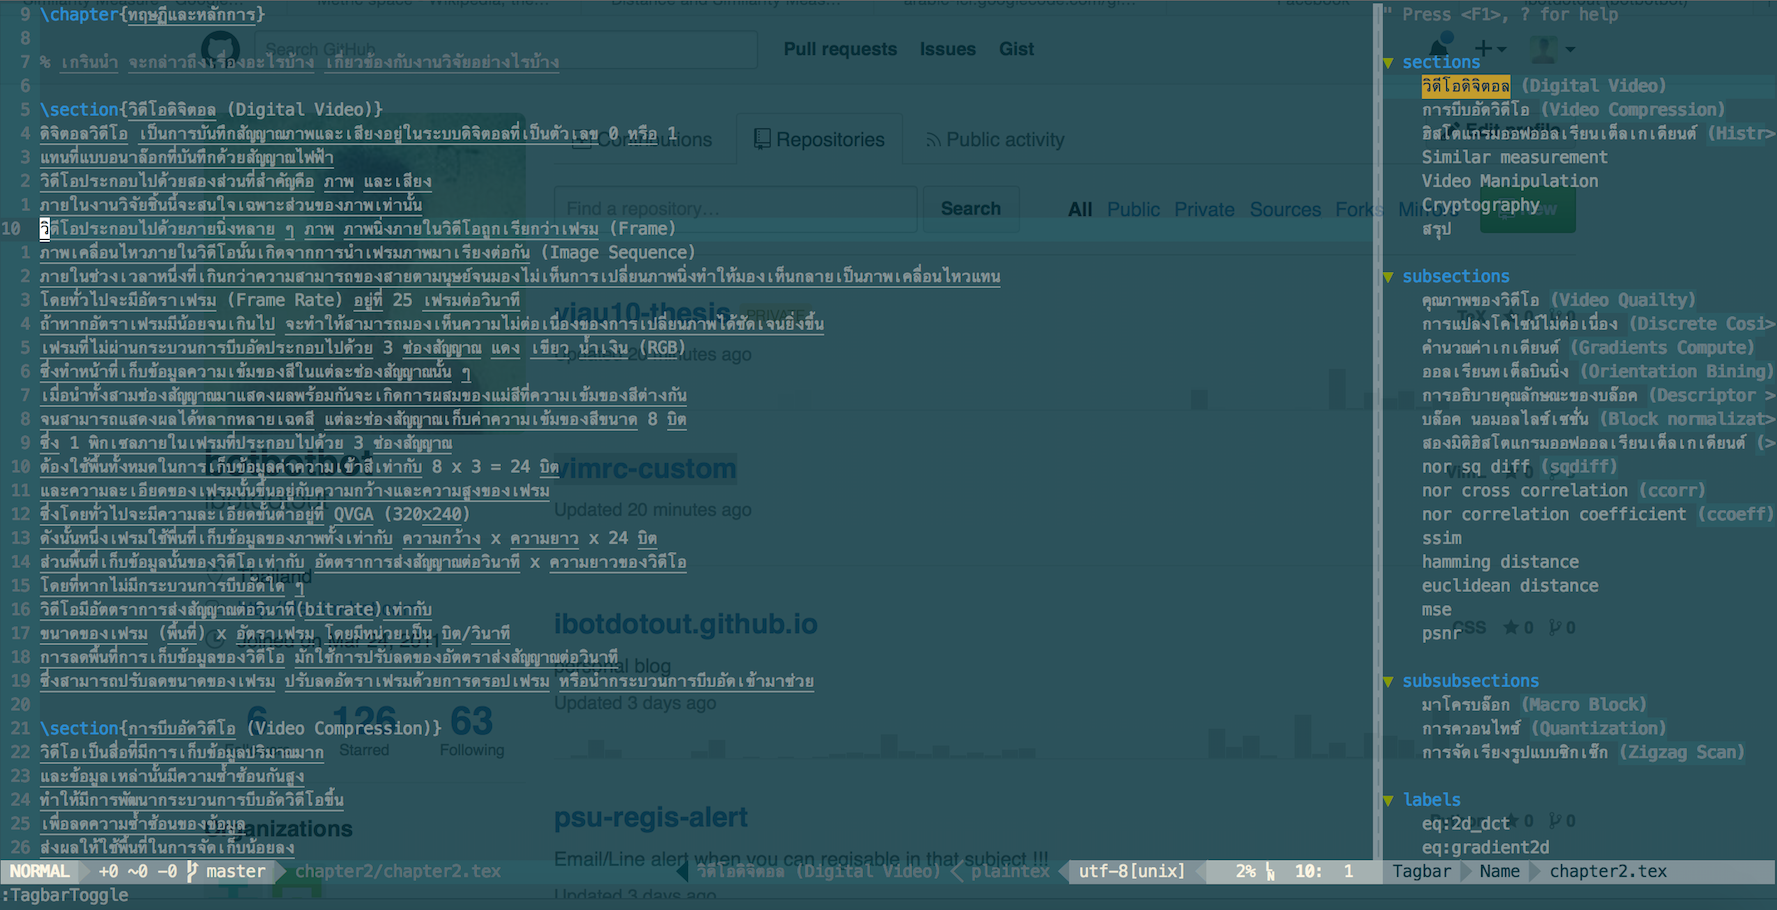 9 \chapter{ทฤษฎีและหลักการ}
8
7 % เกริ่นนำ จะกล่าวถึงเรื่องอะไรบ้าง เกี่ยวข้องกับงานวิจัยอย่างไรบ้าง
6
5 \section{วิดีโอดิจิตอล (Digital Video)}
4 ดิจิตอลวิดีโอ เป็นการบันทึกสัญญาณภาพและเสียงอยู่ในระบบดิจิตอลที่เป็นตัวเลข 0 หรือ 1
3 แทนที่แบบอนาล๊อกที่บันทึกด้วยสัญญาณไฟฟ้า
2 วิดีโอประกอบไปด้วยสองส่วนที่สำคัญคือ ภาพ และเสียง
1 ภายในงานวิจัยชิ้นนี้จะสนใจเฉพาะส่วนของภาพเท่านั้น
10 วิดีโอประกอบไปด้วยภายนิ่งหลาย ๆ ภาพ ภาพนิ่งภายในวิดีโอถูกเรียกว่าเฟรม (Frame)
1 ภาพเคลื่อนไหวภายในวิดีโอนั้นเกิดจากการนำเฟรมภาพมาเรียงต่อกัน (Image Sequence)
2 ภายในช่วงเวลาหนึ่งที่เกินกว่าความสามารถของสายตามนุษย์จนมองไม่เห็นการเปลี่ยนภาพนิ่งทำให้มองเห็นกลายเป็นภาพเคลื่อนไหวแทน
3 โดยทั่วไปจะมีอัตราเฟรม (Frame Rate) อยู่ที่ 25 เฟรมต่อวินาที
4 ถ้าหากอัตราเฟรมมีน้อยจนเกินไป จะทำให้สามารถมองเห็นความไม่ต่อเนื่องของการเปลี่ยนภาพได้ชัดเจนยิ่งขึ้น
5 เฟรมที่ไม่ผ่านกระบวนการบีบอัดประกอบไปด้วย 3 ช่องสัญญาณ แดง เขียว น้ำเงิน (RGB)
6 ซึ่งทำหน้าที่เก็บข้อมูลความเข้มของสีในแต่ละช่องสัญญาณนั้น ๆ
7 เมื่อนำทั้งสามช่องสัญญาณมาแสดงผลพร้อมกันจะเกิดการผสมของแม่สีที่ความเข้มของสีต่างกัน
8 จนสามารถแสดงผลได้หลากหลายเฉดสี แต่ละช่องสัญญาณเก็บค่าความเข้มของสีขนาด 8 บิต
9 ซึ่ง 1 พิกเซลภายในเฟรมที่ประกอบไปด้วย 3 ช่องสัญญาณ
10 ต้องใช้พื้นทั้งหมดในการเก็บข้อมูลค่าความเข้าสีเท่ากับ 8 x 3 = 24 บิต
11 และความละเอียดของเฟรมนั้นขึ้นอยู่กับความกว้างและความสูงของเฟรม
12 ซึ่งโดยทั่วไปจะมีความละเอียดขั้นต่ำอยู่ที่ QVGA (320x240)
13 ดังนั้นหนึ่งเฟรมใช้พื้นที่เก็บข้อมูลของภาพทั้งเท่ากับ ความกว้าง x ความยาว x 24 บิต
14 ส่วนพื้นที่เก็บข้อมูลนั้นของวิดีโอเท่ากับ อัตตราการส่งสัญญาณต่อวินาที x ความยาวของวิดีโอ
15 โดยที่หากไม่มีกระบวนการบีบอัดใด ๆ
16 วิดีโอมีอัตตราการส่งสัญญาณต่อวินาที(bitrate)เท่ากับ
17 ขนาดของเฟรม (พื้นที่) x อัตราเฟรม โดยมีหน่วยเป็น บิต/วินาที
18 การลดพื้นที่การเก็บข้อมูลของวิดีโอ มักใช้การปรับลดของอัตตราส่งสัญญาณต่อวินาที
19 ซึ่งสามารถปรับลดขนาดของเฟรม ปรับลดอัตราเฟรมด้วยการดรอปเฟรม หรือนำกระบวนการบีบอัดเข้ามาช่วย
20
21 \section{การบีบอัดวิดีโอ (Video Compression)}
22 วิดีโอเป็นสื่อที่มีการเก็บข้อมูลปริมาณมาก
23 และข้อมูลเหล่านั้นมีความซ้ำซ้อนกันสูง
24 ทำให้มีการพัฒนากระบวนการบีบอัดวิดีโอขึ้น
25 เพื่อลดความซ้ำซ้อนของข้อมูล
26 ส่งผลให้ใช้พื้นที่ในการจัดเก็บน้อยลง
NORMAL +0 ~0 -0 master chapter2/chapter2.tex วิดีโอดิจิตอล (Digital Video) plaintex utf-8[unix] 2% 10: 1
:TagbarToggle
" Press <F1>, ? for help
▼ sections
วิดีโอดิจิตอล (Digital Video)
การบีบอัดวิดีโอ (Video Compression)
ฮิสโตแกรมออฟออลเรียนเต็ลเกเดียนต์ (Histr>
Similar measurement
Video Manipulation
Cryptography
สรุป
▼ subsections
คุณภาพของวิดีโอ (Video Quailty)
การแปลงโคไซน์ไม่ต่อเนื่อง (Discrete Cosi>
คำนวณค่าเกเดียนต์ (Gradients Compute)
ออลเรียนทเต็ลบินนิ่ง (Orientation Bining)
การอธิบายคุณลักษณะของบล๊อค (Descriptor >
บล๊อค นอมอลไลซ์เซชั่น (Block normalizat>
สองมิติฮิสโตแกรมออฟออลเรียนเต็ลเกเดียนต์ (>
nor sq diff (sqdiff)
nor cross correlation (ccorr)
nor correlation coefficient (ccoeff)
ssim
hamming distance
euclidean distance
mse
psnr
▼ subsubsections
มาโครบล๊อก (Macro Block)
การควอนไทซ์ (Quantization)
การจัดเรียงรูปแบบซิกเซ็ก (Zigzag Scan)
▼ labels
eq:2d_dct
eq:gradient2d
Tagbar Name chapter2.tex
Search GitHub
Pull requests Issues Gist
Contributions Repositories Public activity
Edit profile
Find a repository… Search All Public Private Sources Forks Mirrors New
viau10-thesis PRIVATE
Updated 20 minutes ago
vimrc-custom
Updated 20 minutes ago
ibotdotout.github.io
personal blog
Updated 3 days ago
CSS 0 0
psu-regis-alert
Email/Line alert when you can regisable in that subject !!!
Updated 3 days ago
Thailand
6 126 63
Followers Starred Following
Organizations